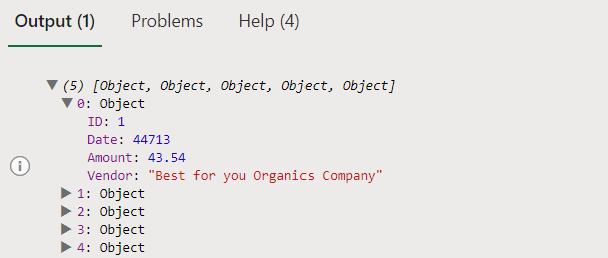 Output (1) Problems Help (4)
(5) [Object, Object, Object, Object, Object]
0: Object
ID: 1
Date: 44713
Amount: 43.54
Vendor: "Best for you Organics Company"
1: Object
2: Object
3: Object
4: Object